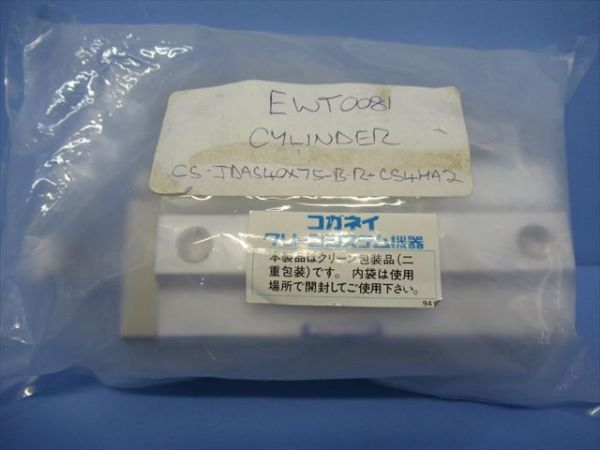 EWT0081
CYLINDER
CS-JDAS40X75-B-R-CS4MA2
コガネイ
クリーンシステム機器
本製品はクリーン包装品(二
重包装)です。 内袋は使用
場所で開封してご使用下さい。